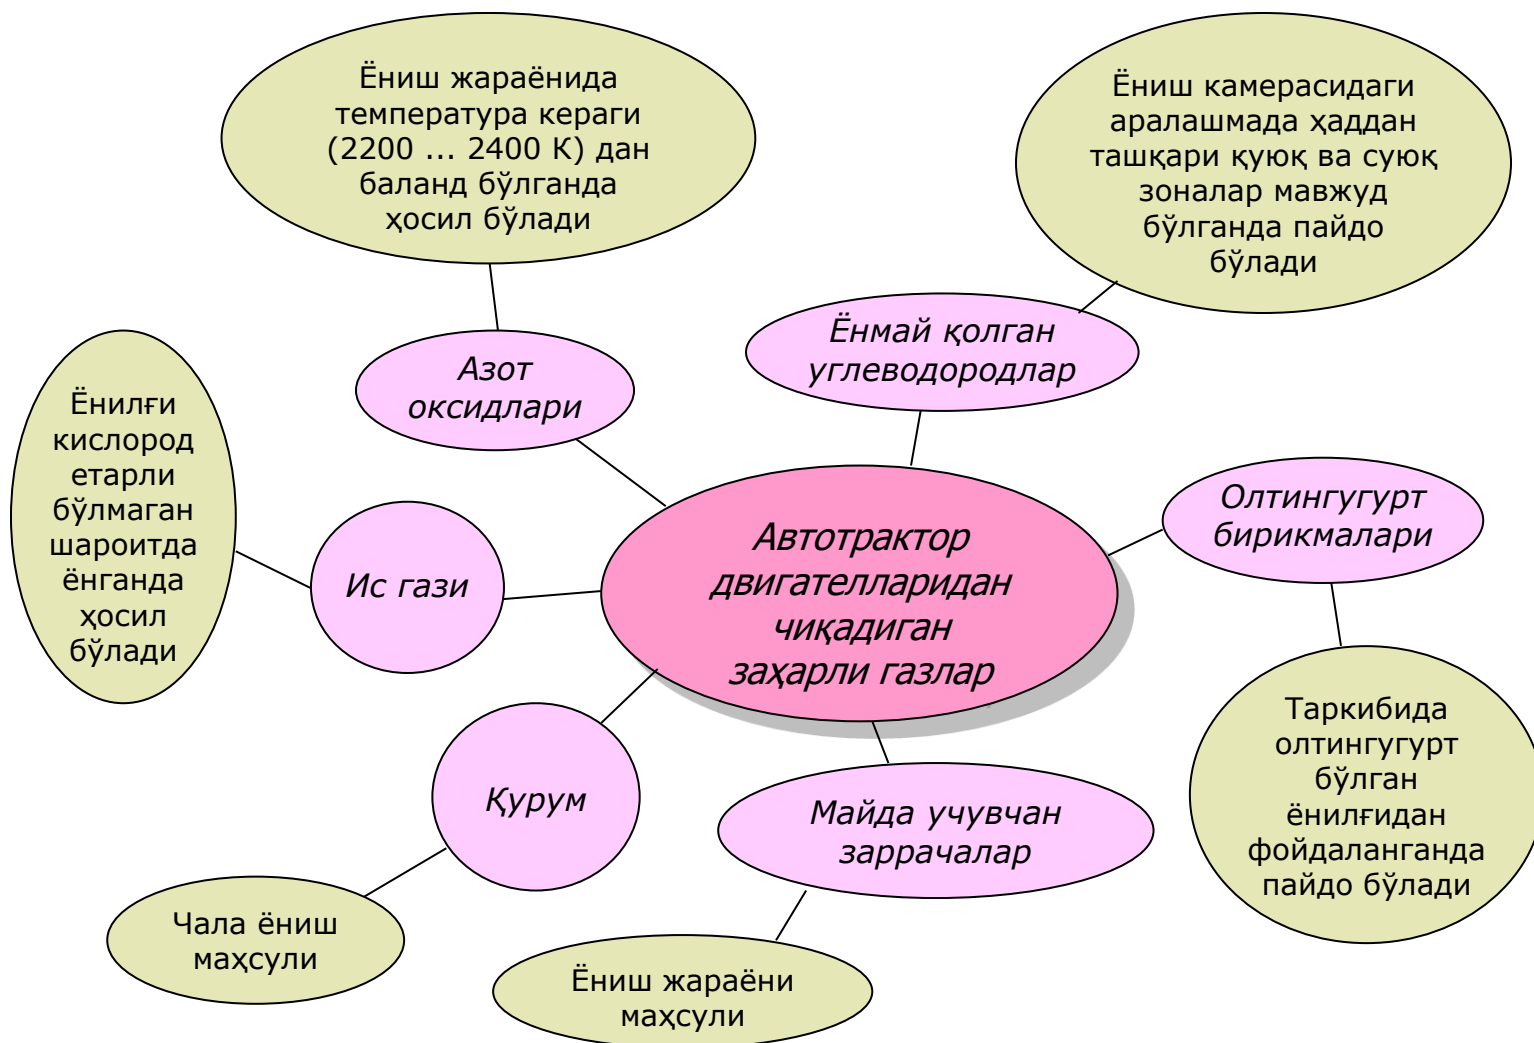 Ёниш жараёнида
температура кераги
(2200 ... 2400 К) дан
баланд бўлганда
ҳосил бўлади
Ёниш камерасидаги
аралашмада ҳаддан
ташқари қуюқ ва суюқ
зоналар мавжуд
бўлганда пайдо
бўлади
Азот
оксидлари
Ёнмай қолган
углеводородлар
Ёнилғи
кислород
етарли
бўлмаган
шароитда
ёнганда
ҳосил
бўлади
Ис гази
Автотрактор
двигателларидан
чиқадиган
заҳарли газлар
Олтингугурт
бирикмалари
Таркибида
олтингугурт
бўлган
ёнилғидан
фойдаланганда
пайдо бўлади
Қурум
Майда учувчан
заррачалар
Чала ёниш
маҳсули
Ёниш жараёни
маҳсули